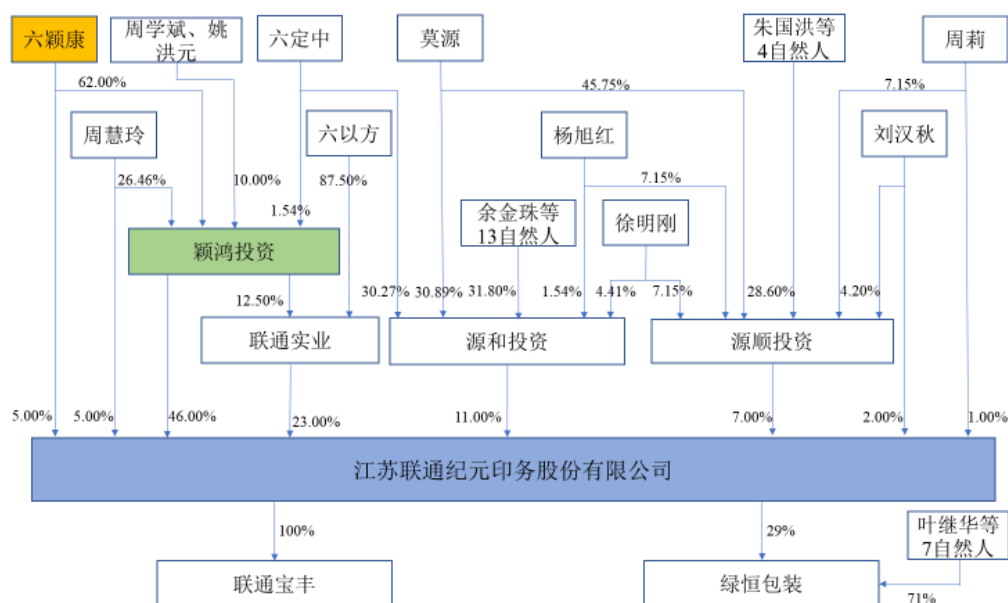 六颖康
周学斌、姚
洪元
六定中
莫源
朱国洪等
4自然人
周莉
62.00%
45.75%
7.15%
周慧玲
六以方
杨旭红
刘汉秋
26.46%
10.00%
87.50%
7.15%
1.54%
余金珠等
13自然人
徐明刚
颖鸿投资
12.50%
30.27%
30.89%
31.80%
1.54%
4.41%
7.15%
28.60%
4.20%
联通实业
源和投资
源顺投资
5.00%
5.00%
46.00%
23.00%
11.00%
7.00%
2.00%
1.00%
江苏联通纪元印务股份有限公司
100%
29%
叶继华等
7自然人
联通宝丰
绿恒包装
71%